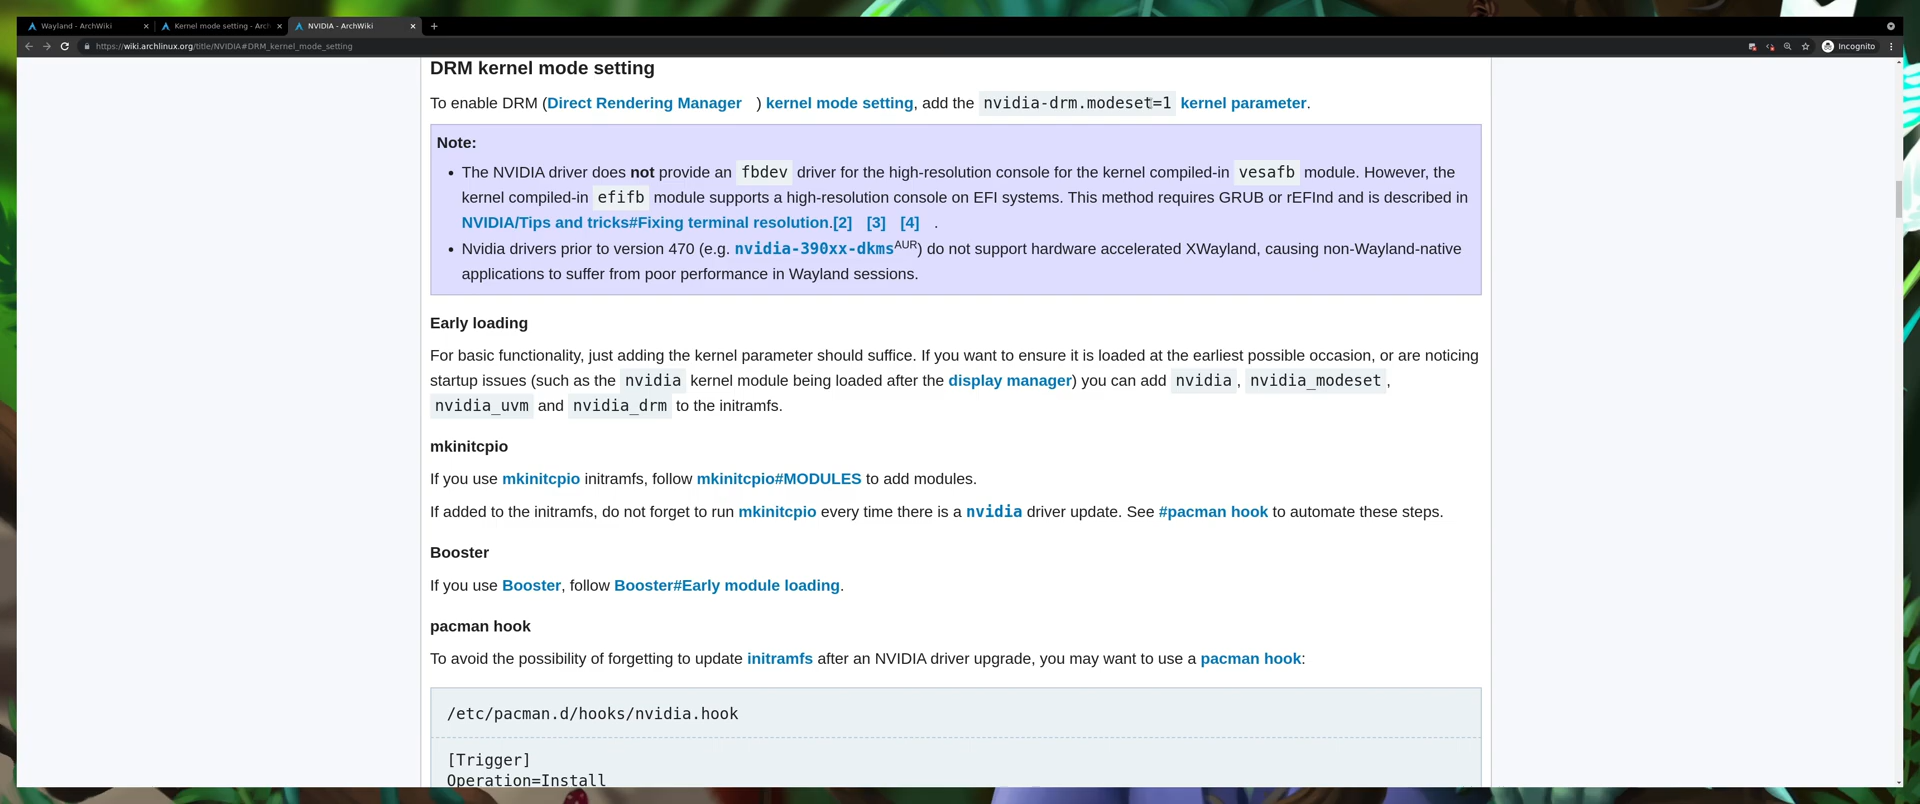 Wayland - ArchWiki
Kernel mode setting - Arch
NVIDIA - ArchWiki
https://wiki.archlinux.org/title/NVIDIA#DRM_kernel_mode_setting
Incognito
DRM kernel mode setting
To enable DRM (Direct Rendering Manager ) kernel mode setting, add the nvidia-drm.modeset=1 kernel parameter.
Note:
• The NVIDIA driver does not provide an fbdev driver for the high-resolution console for the kernel compiled-in vesafb module. However, the
kernel compiled-in efifb module supports a high-resolution console on EFI systems. This method requires GRUB or rEFInd and is described in
NVIDIA/Tips and tricks#Fixing terminal resolution.[2] [3] [4] .
• Nvidia drivers prior to version 470 (e.g. nvidia-390xx-dkmsAUR) do not support hardware accelerated XWayland, causing non-Wayland-native
applications to suffer from poor performance in Wayland sessions.
Early loading
For basic functionality, just adding the kernel parameter should suffice. If you want to ensure it is loaded at the earliest possible occasion, or are noticing
startup issues (such as the nvidia kernel module being loaded after the display manager) you can add nvidia, nvidia_modeset,
nvidia_uvm and nvidia_drm to the initramfs.
mkinitcpio
If you use mkinitcpio initramfs, follow mkinitcpio#MODULES to add modules.
If added to the initramfs, do not forget to run mkinitcpio every time there is a nvidia driver update. See #pacman hook to automate these steps.
Booster
If you use Booster, follow Booster#Early module loading.
pacman hook
To avoid the possibility of forgetting to update initramfs after an NVIDIA driver upgrade, you may want to use a pacman hook:
/etc/pacman.d/hooks/nvidia.hook
[Trigger]
Operation=Install